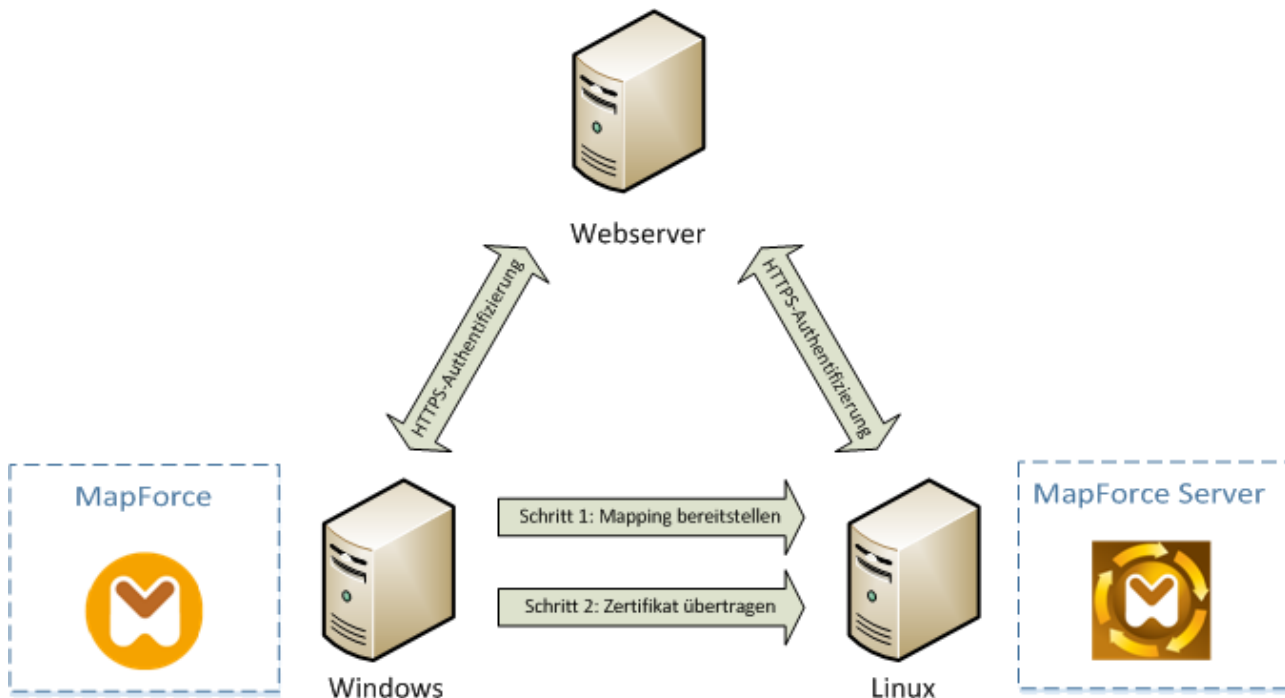 Webserver
HTTPS-Authentifizierung
HTTPS-Authentifizierung
MapForce
MapForce Server
Schritt 1: Mapping bereitstellen
Schritt 2: Zertifikat übertragen
Windows
Linux